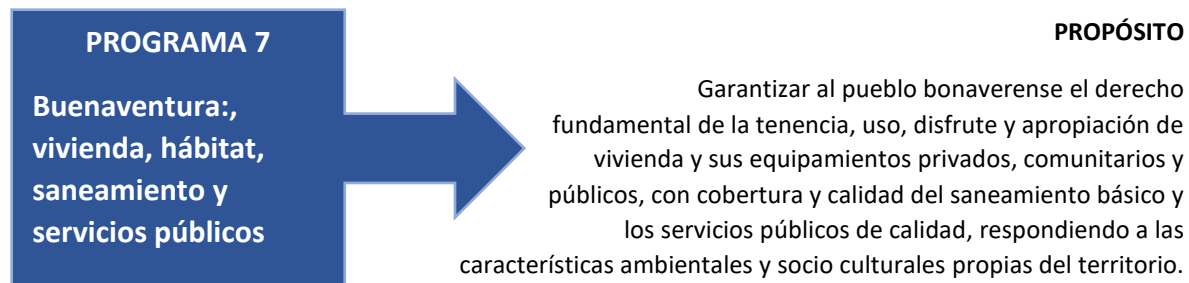 PROGRAMA 7
Buenaventura:,
vivienda, hábitat,
saneamiento y
servicios públicos
PROPÓSITO
Garantizar al pueblo bonaverense el derecho
fundamental de la tenencia, uso, disfrute y apropiación de
vivienda y sus equipamientos privados, comunitarios y
públicos, con cobertura y calidad del saneamiento básico y
los servicios públicos de calidad, respondiendo a las
características ambientales y socio culturales propias del territorio.